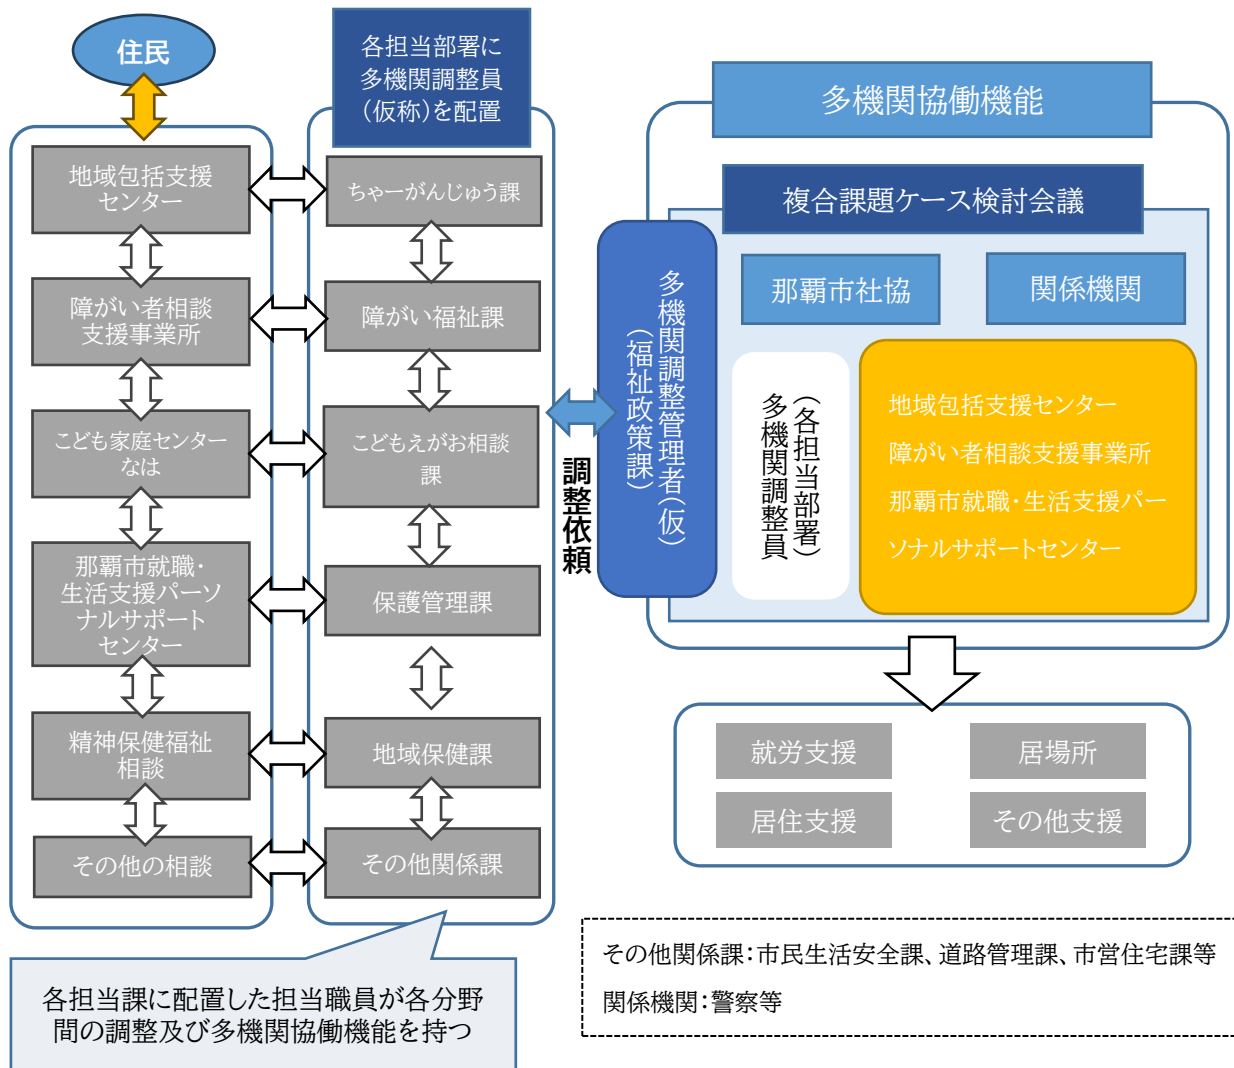 住民
各担当部署に
多機関調整員
(仮称)を配置
地域包括支援
センター
障がい者相談
支援事業所
こども家庭センター
なは
那覇市就職・
生活支援パーソ
ナルサポート
センター
精神保健福祉
相談
その他の相談
ちゃーがんじゅう課
障がい福祉課
こどもえがお相談
課
保護管理課
地域保健課
その他関係課
各担当課に配置した担当職員が各分野
間の調整及び多機関協働機能を持つ
調整依頼
多機関調整管理者(仮)
(福祉政策課)
多機関協働機能
複合課題ケース検討会議
那覇市社協
関係機関
(各担当部署)
多機関調整員
地域包括支援センター
障がい者相談支援事業所
那覇市就職・生活支援パー
ソナルサポートセンター
就労支援
居場所
居住支援
その他支援
その他関係課:市民生活安全課、道路管理課、市営住宅課等
関係機関:警察等